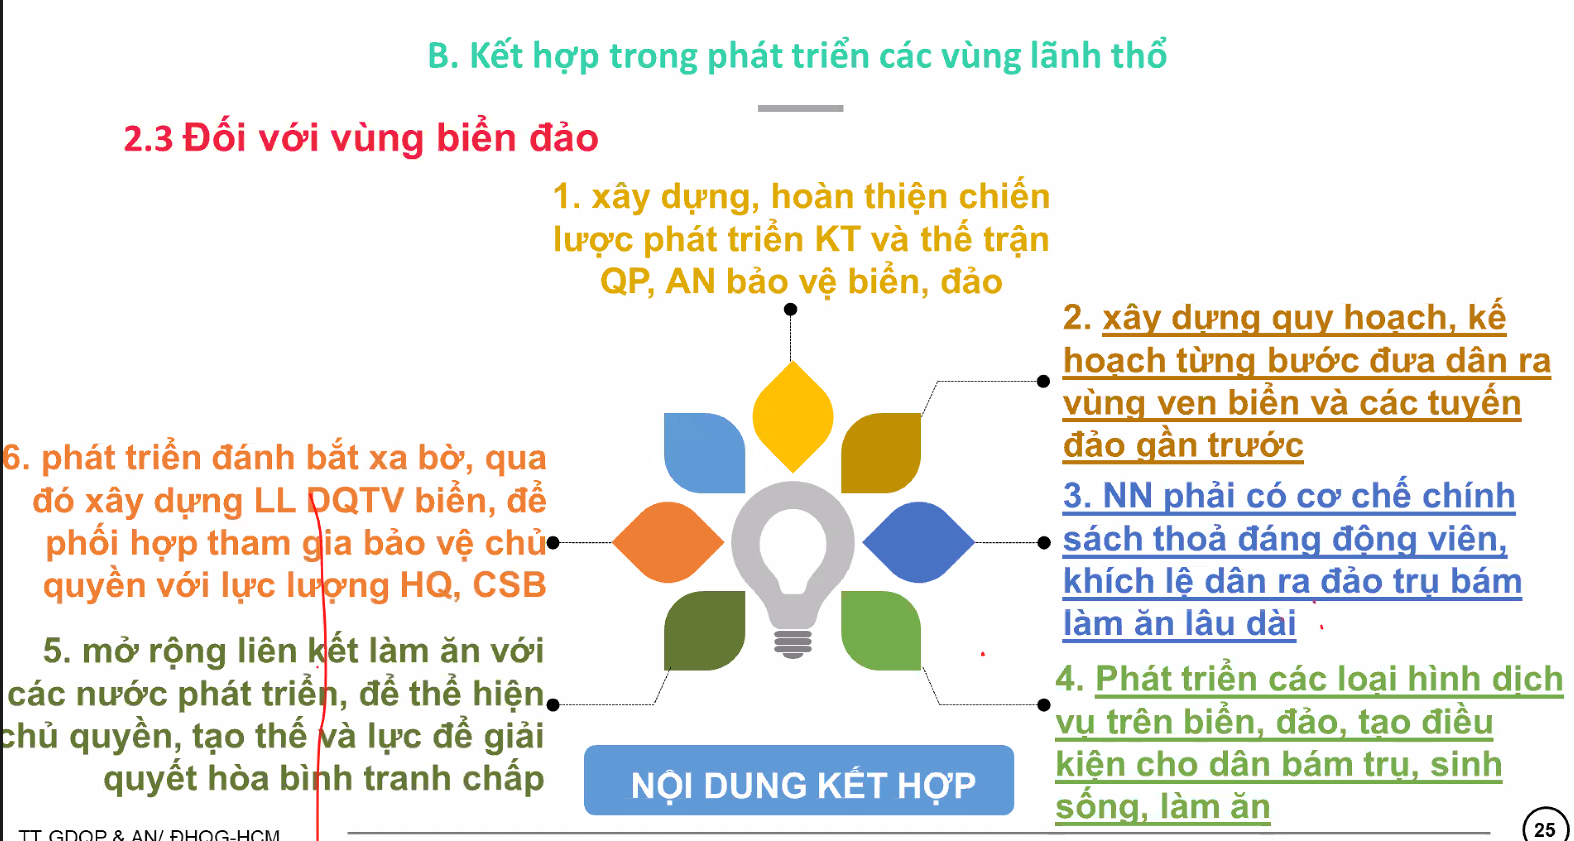 B. Kết hợp trong phát triển các vùng lãnh thổ
2.3 Đối với vùng biển đảo
1. xây dựng, hoàn thiện chiến
lược phát triển KT và thế trận
QP, AN bảo vệ biển, đảo
2. xây dựng quy hoạch, kế
hoạch từng bước đưa dân ra
vùng ven biển và các tuyến
đảo gần trước
3. NN phải có cơ chế chính
sách thoả đáng động viên,
khích lệ dân ra đảo trụ bám
làm ăn lâu dài
4. Phát triển các loại hình dịch
vụ trên biển, đảo, tạo điều
kiện cho dân bám trụ, sinh
sống, làm ăn
5. mở rộng liên kết làm ăn với
các nước phát triển, để thể hiện
chủ quyền, tạo thế và lực để giải
quyết hòa bình tranh chấp
6. phát triển đánh bắt xa bờ, qua
đó xây dựng LL DQTV biển, để
phối hợp tham gia bảo vệ chủ
quyền với lực lượng HQ, CSB
NỘI DUNG KẾT HỢP
TT GDQP & AN/ ĐHQG-HCM
25